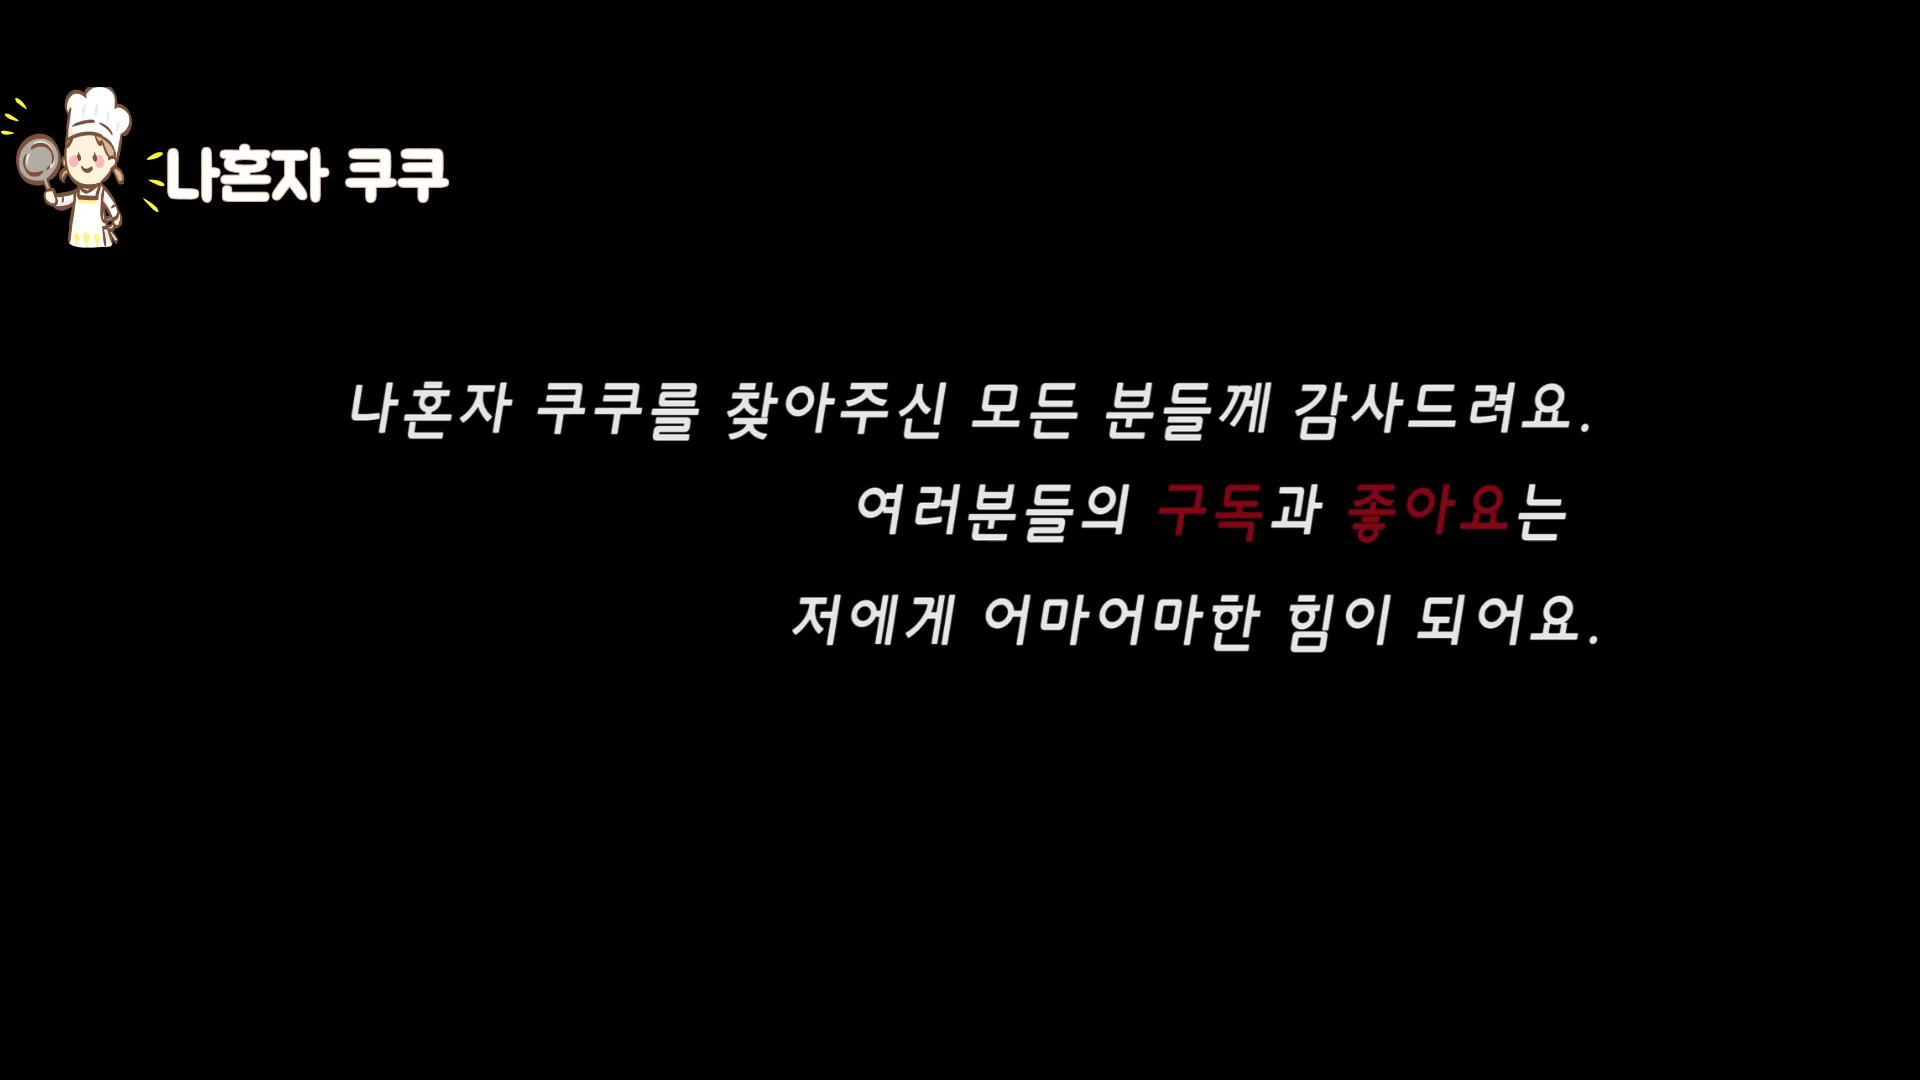 나혼자 쿠쿠
나혼자 쿠쿠를 찾아주신 모든 분들께 감사드려요.
여러분들의 구독과 좋아요는
저에게 어마어마한 힘이 되어요.